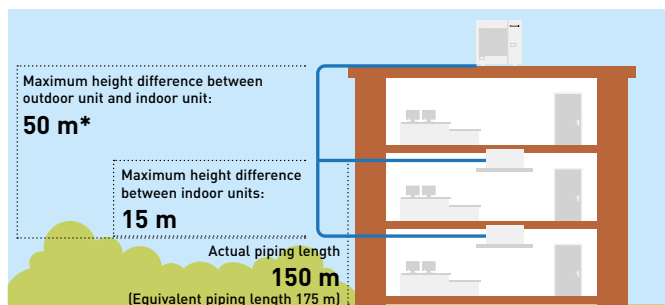 Maximum height difference between
outdoor unit and indoor unit:
50 m*
Maximum height difference
between indoor units:
15 m
Actual piping length
150 m
(Equivalent piping length 175 m)